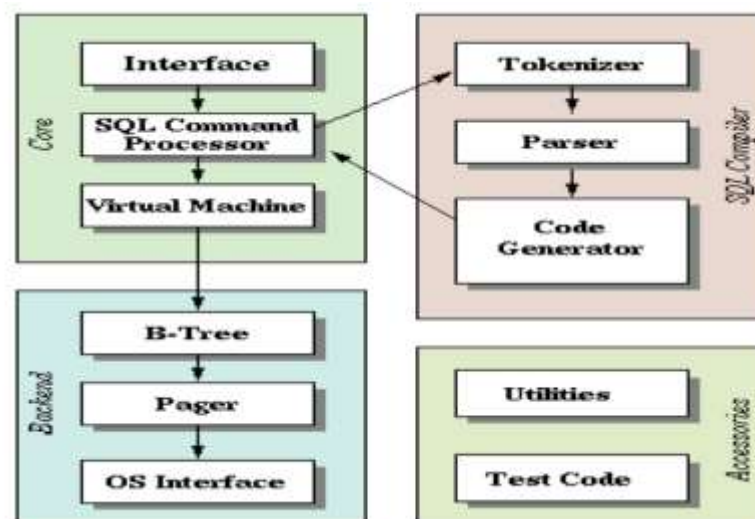 Core
Interface
SQL Command
Processor
Virtual Machine
Backend
B-Tree
Pager
OS Interface
SQL Compiler
Tokenizer
Parser
Code
Generator
Accessories
Utilities
Test Code